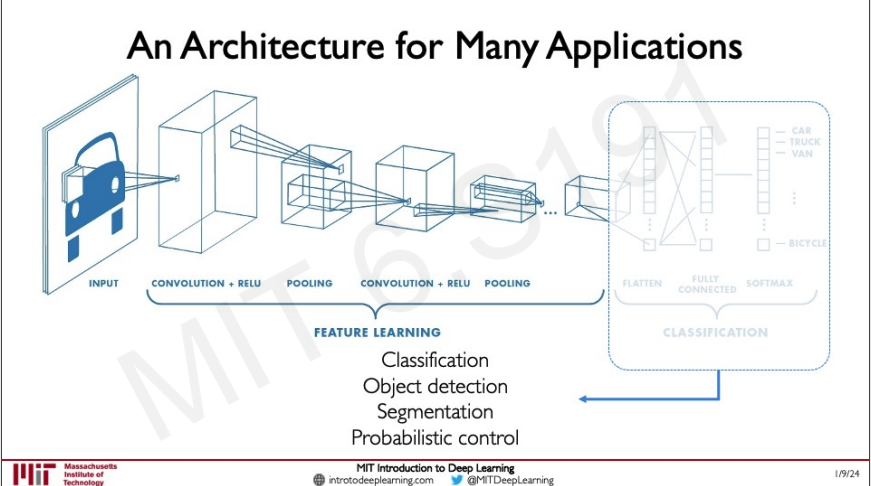 An Architecture for Many Applications
MIT 6.S191
CAR
TRUCK
VAN
BICYCLE
INPUT
CONVOLUTION + RELU
POOLING
CONVOLUTION + RELU
POOLING
...
FLATTEN
FULLY
CONNECTED
SOFTMAX
FEATURE LEARNING
CLASSIFICATION
Classification
Object detection
Segmentation
Probabilistic control
Massachusetts
Institute of
Technology
MIT Introduction to Deep Learning
introtodeeplearning.com @MITDeepLearning
1/9/24